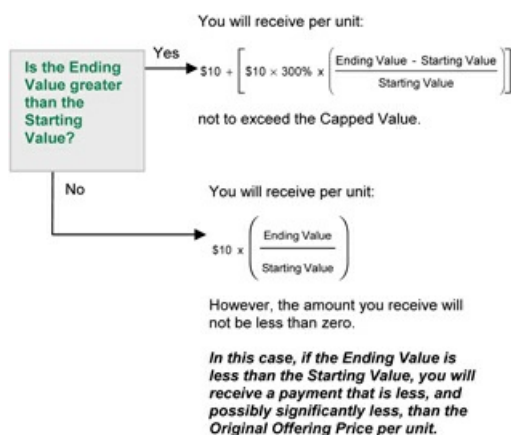 You will receive per unit:
Is the Ending
Value greater
than the
Starting
Value?
Yes
$10 + [ $10 × 300% x ( Ending Value - Starting Value
Starting Value ) ]
not to exceed the Capped Value.
No
You will receive per unit:
$10 x ( Ending Value
Starting Value )
However, the amount you receive will
not be less than zero.
In this case, if the Ending Value is
less than the Starting Value, you will
receive a payment that is less, and
possibly significantly less, than the
Original Offering Price per unit.